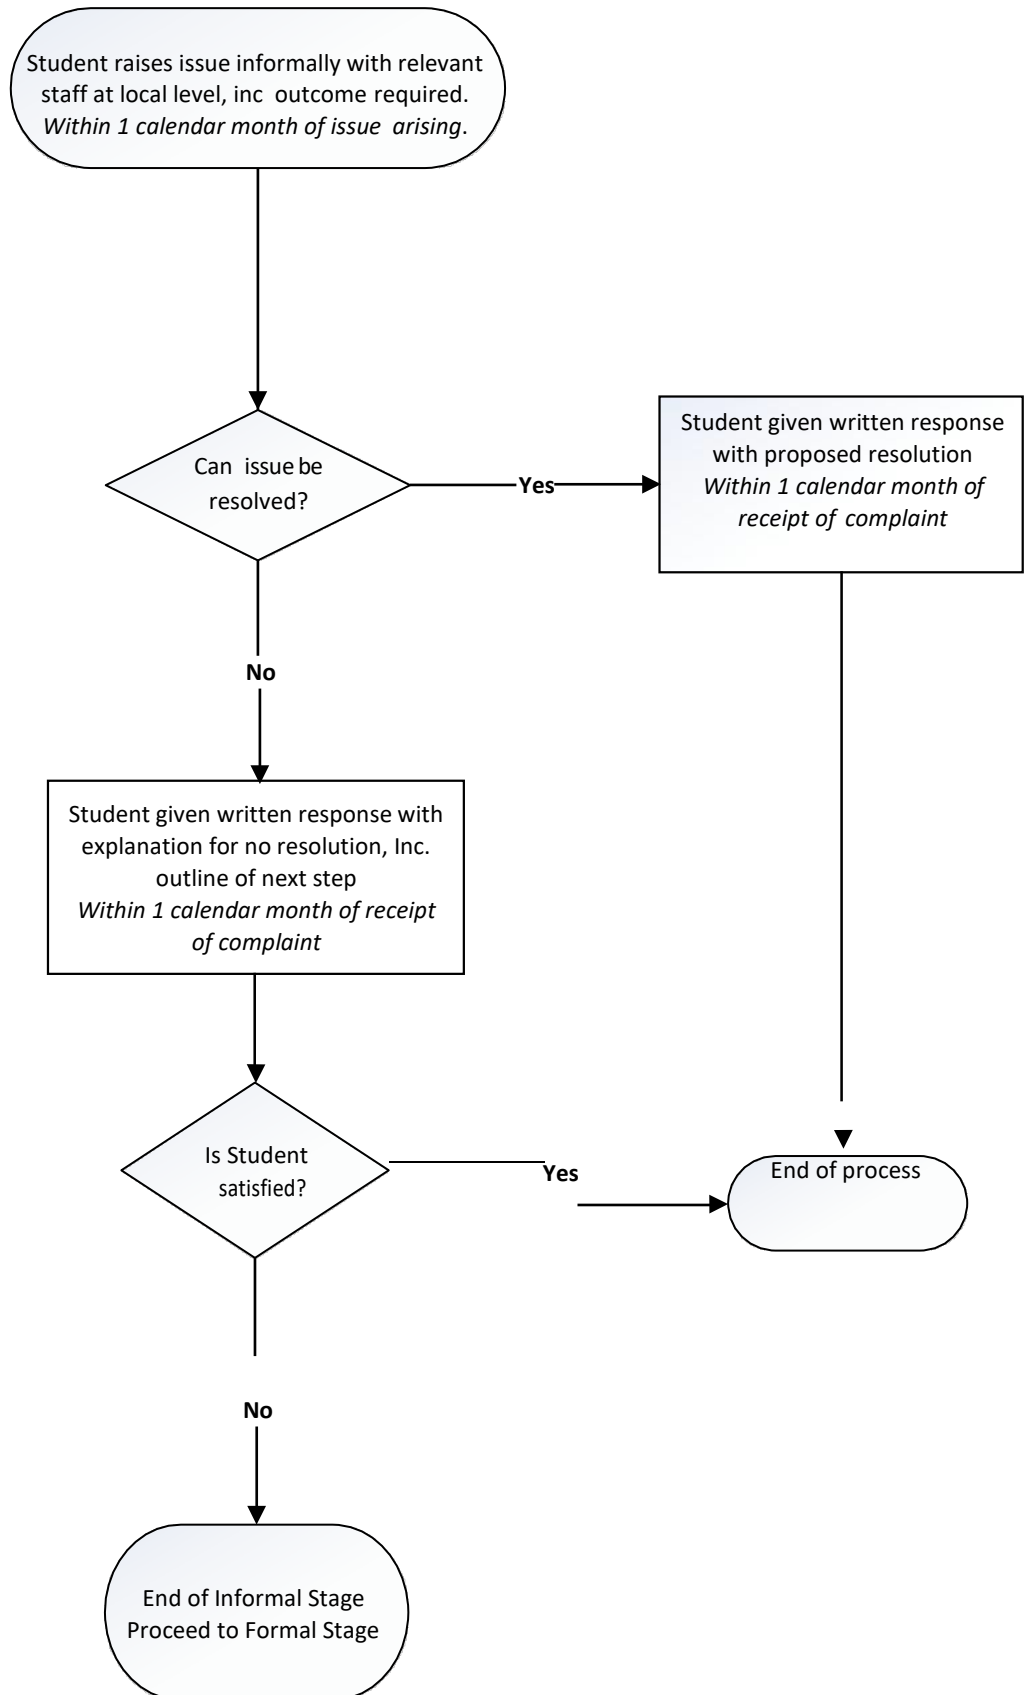 Student raises issue informally with relevant
staff at local level, inc outcome required.
Within 1 calendar month of issue arising.
Can issue be
resolved?
Yes
Student given written response
with proposed resolution
Within 1 calendar month of
receipt of complaint
No
Student given written response with
explanation for no resolution, Inc.
outline of next step
Within 1 calendar month of receipt
of complaint
Is Student
satisfied?
Yes
End of process
No
End of Informal Stage
Proceed to Formal Stage